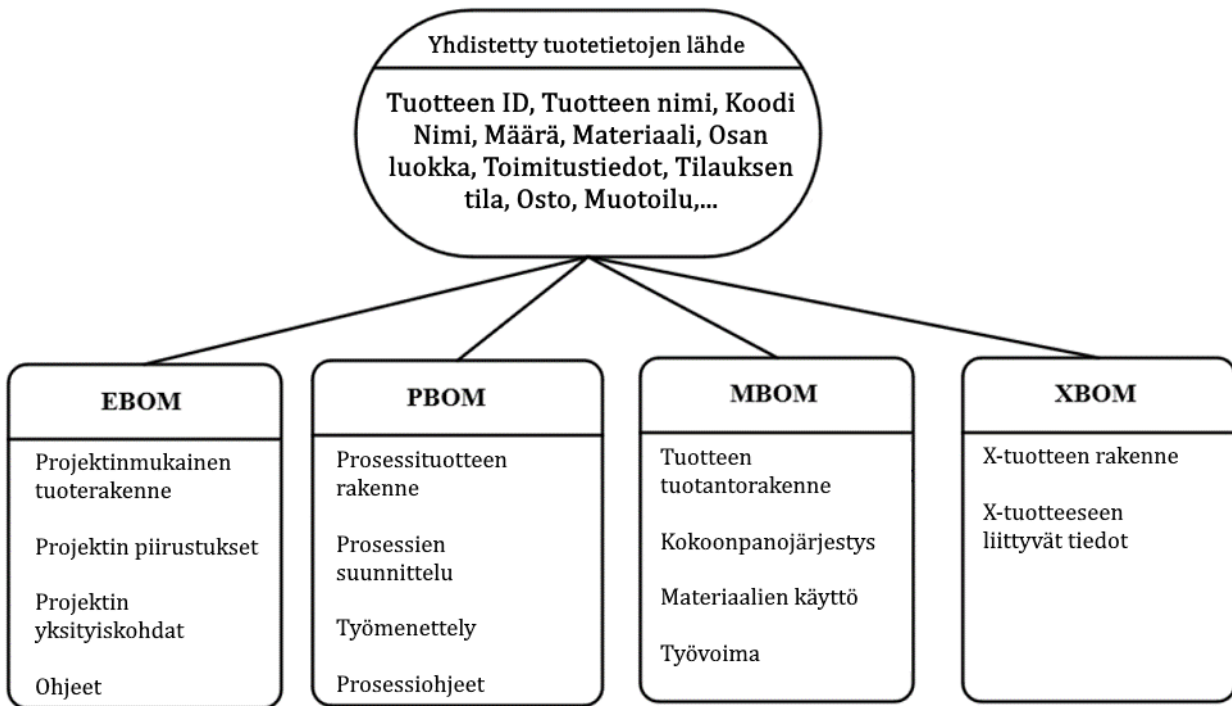 Yhdistetty tuotetietojen lähde
Tuotteen ID, Tuotteen nimi, Koodi
Nimi, Määrä, Materiaali, Osan
luokka, Toimitustiedot, Tilauksen
tila, Osto, Muotoilu,...
EBOM
Projektinmukainen
tuoterakenne
Projektin piirustukset
Projektin
yksityiskohdat
Ohjeet
PBOM
Prosessituotteen
rakenne
Prosessien
suunnittelu
Työmenettely
Prosessiohjeet
MBOM
Tuotteen
tuotantorakenne
Kokoonpanojärjestys
Materiaalien käyttö
Työvoima
XBOM
X-tuotteen rakenne
X-tuotteeseen
liittyvät tiedot